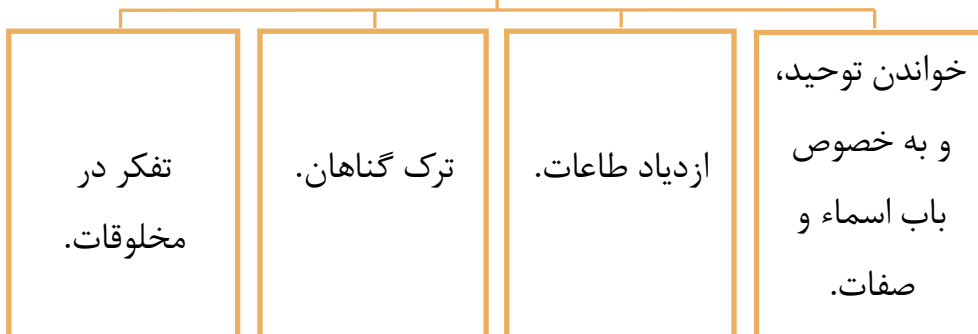 خواندن توحید،
و به خصوص
باب اسماء و
صفات.
ازدیاد طاعات.
ترک گناهان.
تفکر در
مخلوقات.